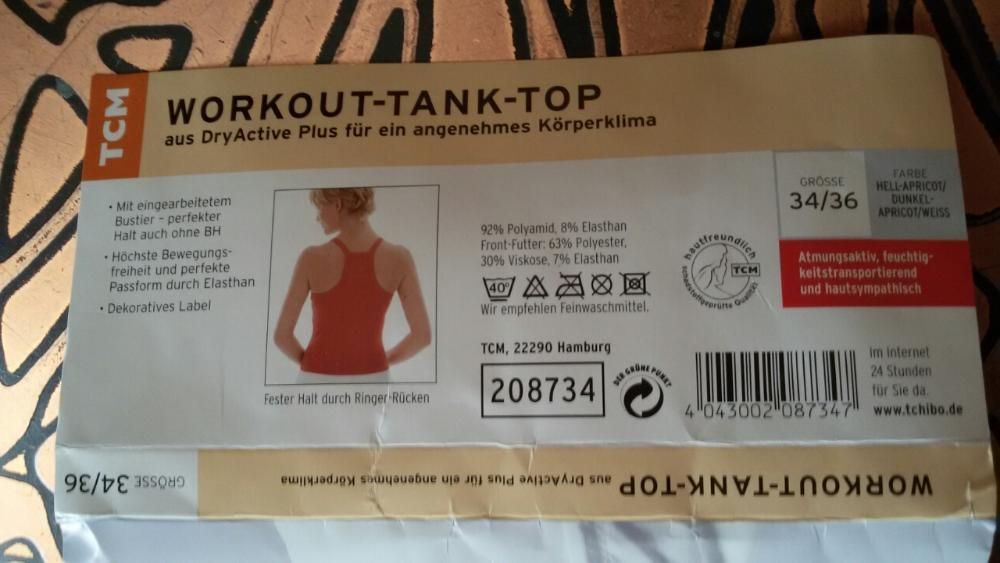 TCM
WORKOUT-TANK-TOP
aus DryActive Plus für ein angenehmes Körperklima
• Mit eingearbeitetem
Bustier – perfekter
Halt auch ohne BH
• Höchste Bewegungs-
freiheit und perfekte
Passform durch Elasthan
• Dekoratives Label
Fester Halt durch Ringer-Rücken
92% Polyamid, 8% Elasthan
Front-Futter: 63% Polyester,
30% Viskose, 7% Elasthan
40°
Wir empfehlen Feinwaschmittel.
TCM, 22290 Hamburg
208734
DER GRÜNE PUNKT
hautfreundlich
TCM
schadstoffgeprüfte Qualität
GRÖSSE
34/36
FARBE
HELL-APRICOT/
DUNKEL-
APRICOT/WEISS
Atmungsaktiv, feuchtig-
keitstransportierend
und hautsympathisch
4 043002 087347
Im Internet
24 Stunden
für Sie da.
www.tchibo.de
WORKOUT-TANK-TOP aus DryActive Plus für ein angenehmes Körperklima
GRÖSSE 34/36